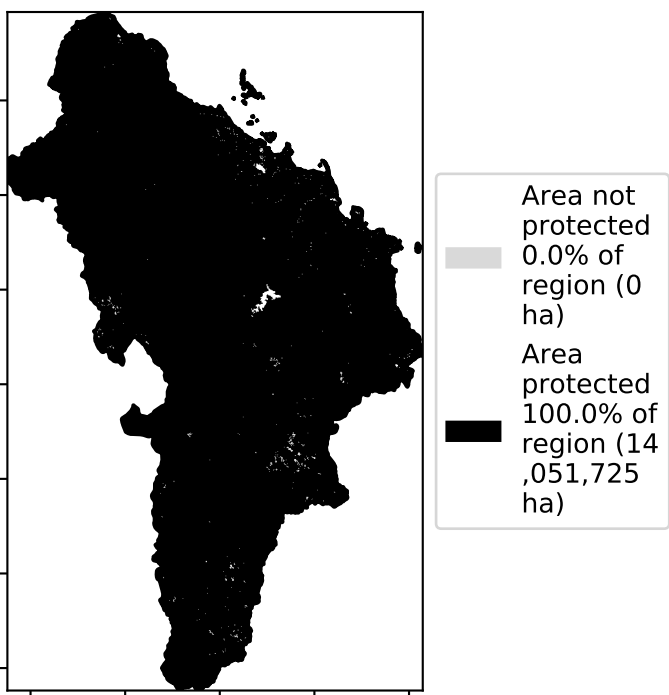 Area not
protected
0.0% of
region (0
ha)
Area
protected
100.0% of
region (14
,051,725
ha)